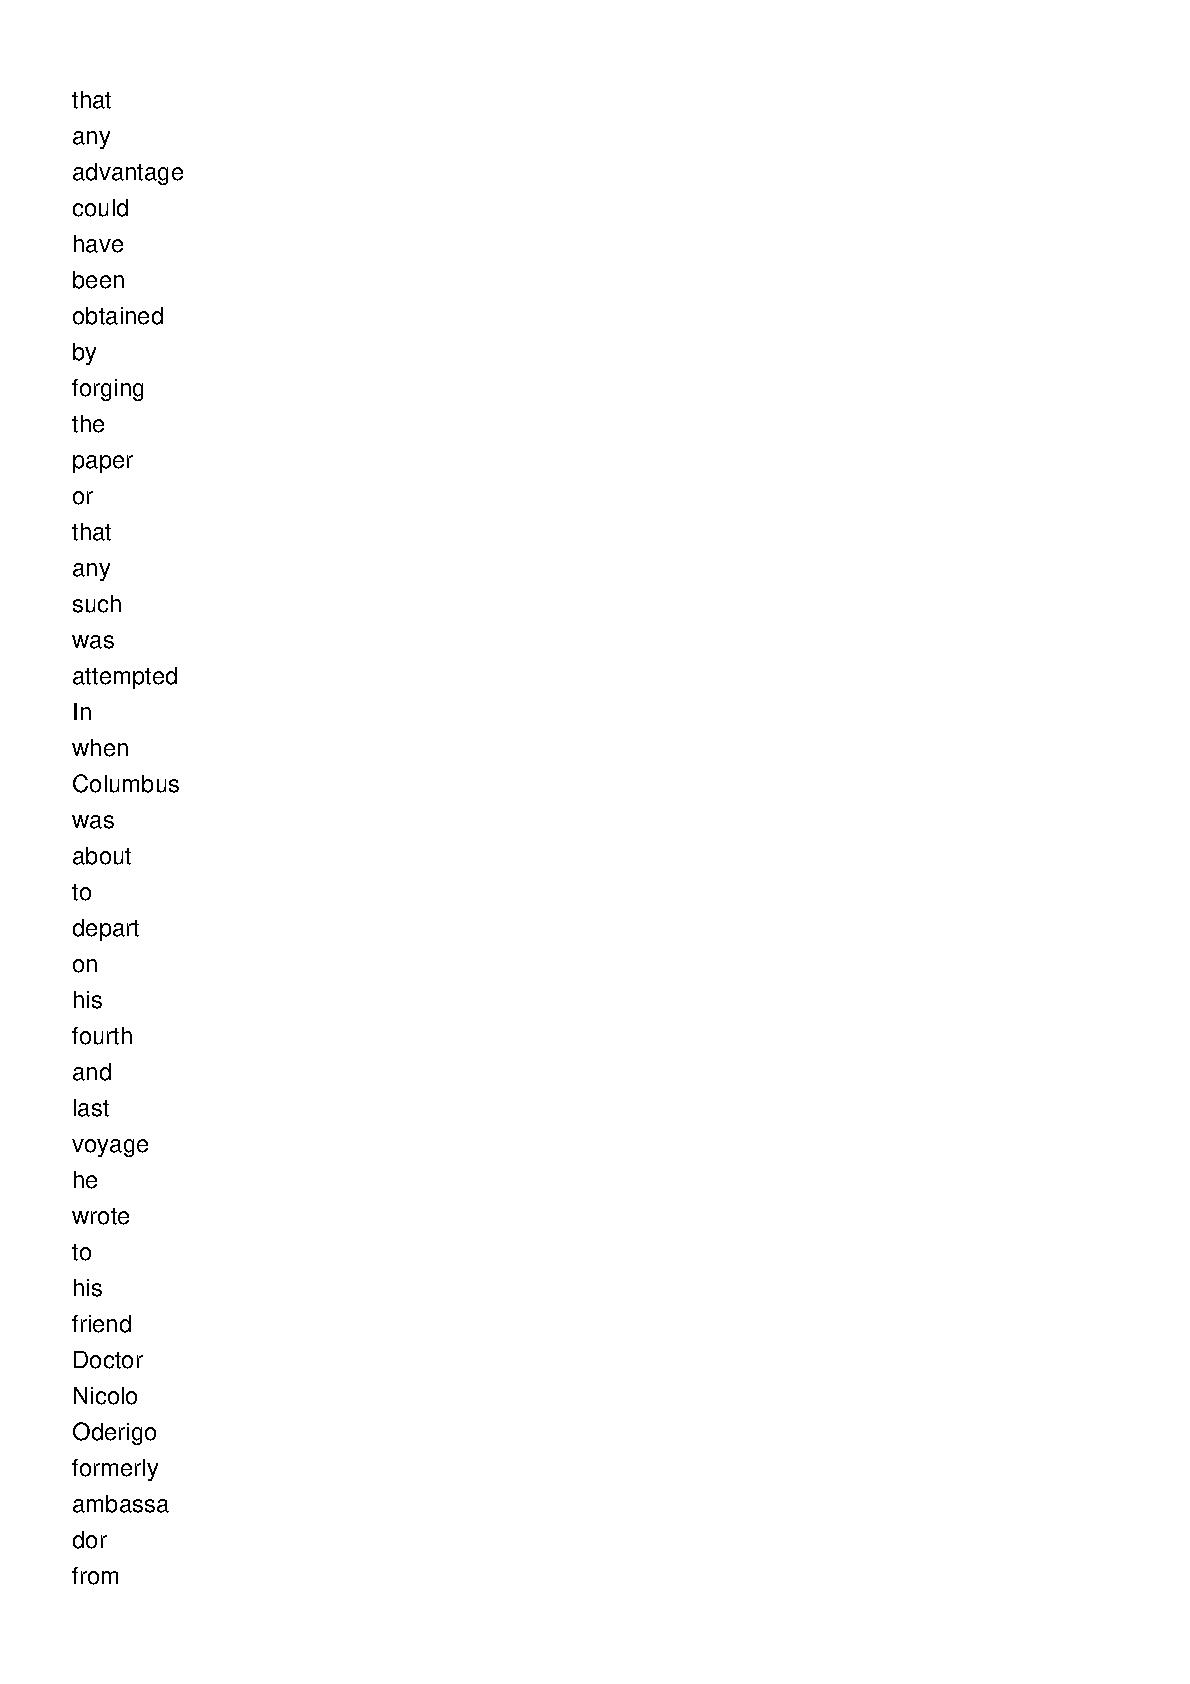 that
any
advantage
could
have
been
obtained
by
forging
the
paper
or
that
any
such
was
attempted
In
when
Columbus
was
about
to
depart
on
his
fourth
and
last
voyage
he
wrote
to
his
friend
Doctor
Nicolo
Oderigo
formerly
ambassa
dor
from